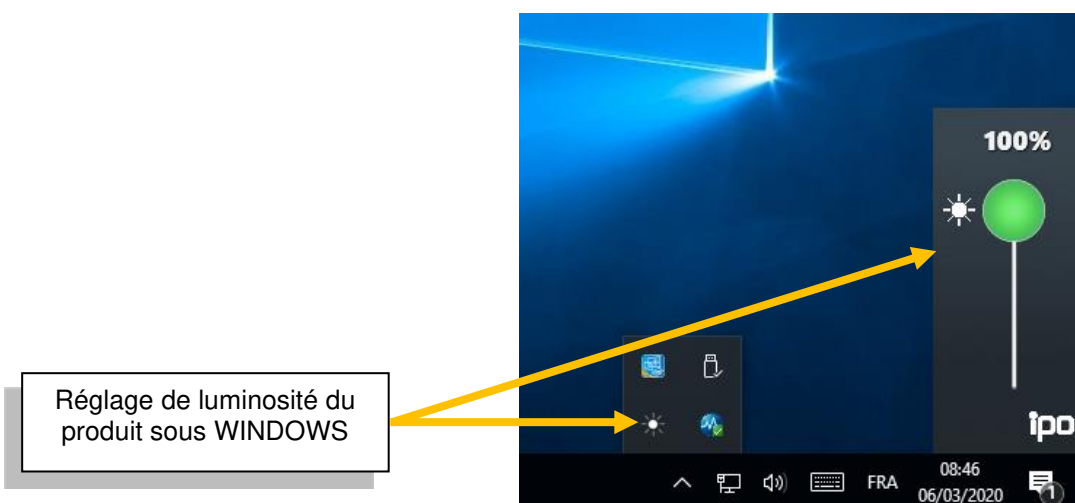 100%
Réglage de luminosité du
produit sous WINDOWS
ipo
FRA
08:46
06/03/2020
1